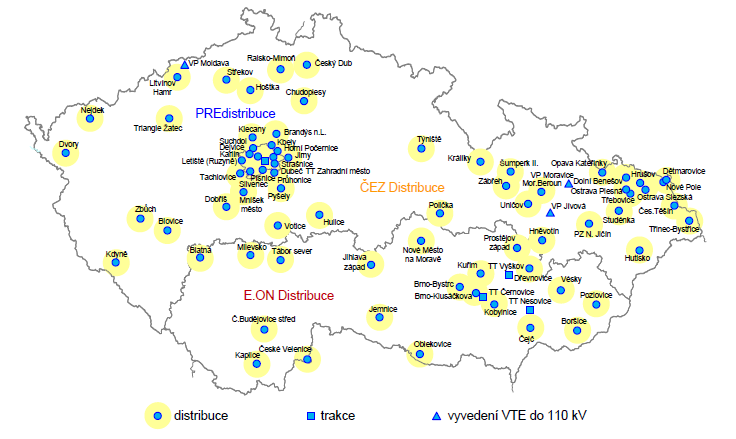 VP Moldava
Litvínov
Hamr
Střekov
Raisko-Mimoň
Český Dub
Hoštka
Chudoplesy
Nejdek
Triangle Žatec
Dvory
PREdistribuce
Klecany
Suchdol
Dejvice
Karlín
Letiště (Ruzyně)
Tachlovice
Brandýs n.L.
Kbely
Horní Počernice
Jirny
Strašnice
Dubeč TT Zahradní město
Písnice
Průhonice
Slivenec
Pyšely
Mníšek
město
Dobříš
Týniště
Králíky
Šumperk II.
Zábřeh
ČEZ Distribuce
Opava Kateřinky
VP Moravice
Mor.Beroun
Dolní Benešov
Ostrava Plesná
Hrušov
Dětmarovice
Nové Pole
Ostrava Slezská
Třebovice
Studénka
Čes.Těšín
Třinec-Bystřice
Uničov
VP Jívová
PZ N. Jičín
Hutisko
Zbůch
Blovice
Votice
Hulice
Polička
Kdyně
Blatná
Milevsko
Tábor sever
Jihlava
západ
Nové Město
na Moravě
Prostějov
západ
Hněvotín
Kuřim
TT Vyškov
Dřevnovice
Brno-Bystrc
Brno-Klusáčkova
TT Černovice
TT Nesovice
Kobylnice
Věsky
Pozlovice
Boršice
Čejč
E.ON Distribuce
Č.Budějovice střed
Jemnice
Kaplice
České Velenice
Oblekovice
distribuce
trakce
vyvedení VTE do 110 kV